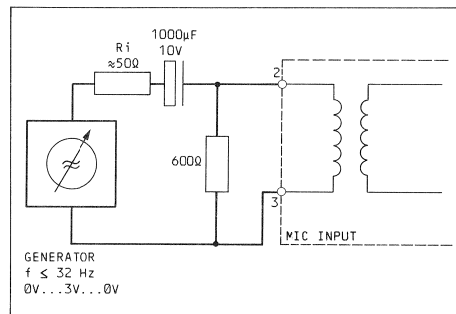 1000µF
10V
Ri
≈50Ω
2
600Ω
3
MIC INPUT
GENERATOR
f ≤ 32 Hz
0V...3V...0V